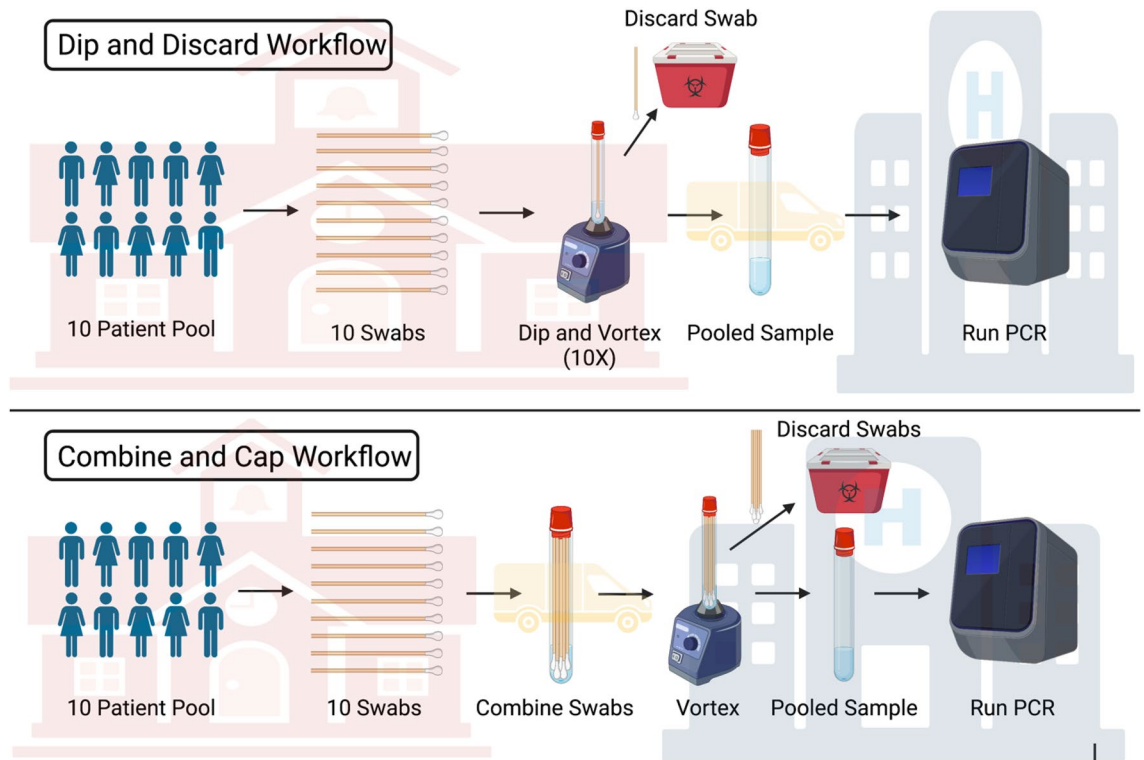 Discard Swab
Dip and Discard Workflow
H
10 Patient Pool
10 Swabs
Dip and Vortex
(10X)
Pooled Sample
Run PCR
Discard Swabs
Combine and Cap Workflow
H
10 Patient Pool
10 Swabs
Combine Swabs
Vortex
Pooled Sample
Run PCR